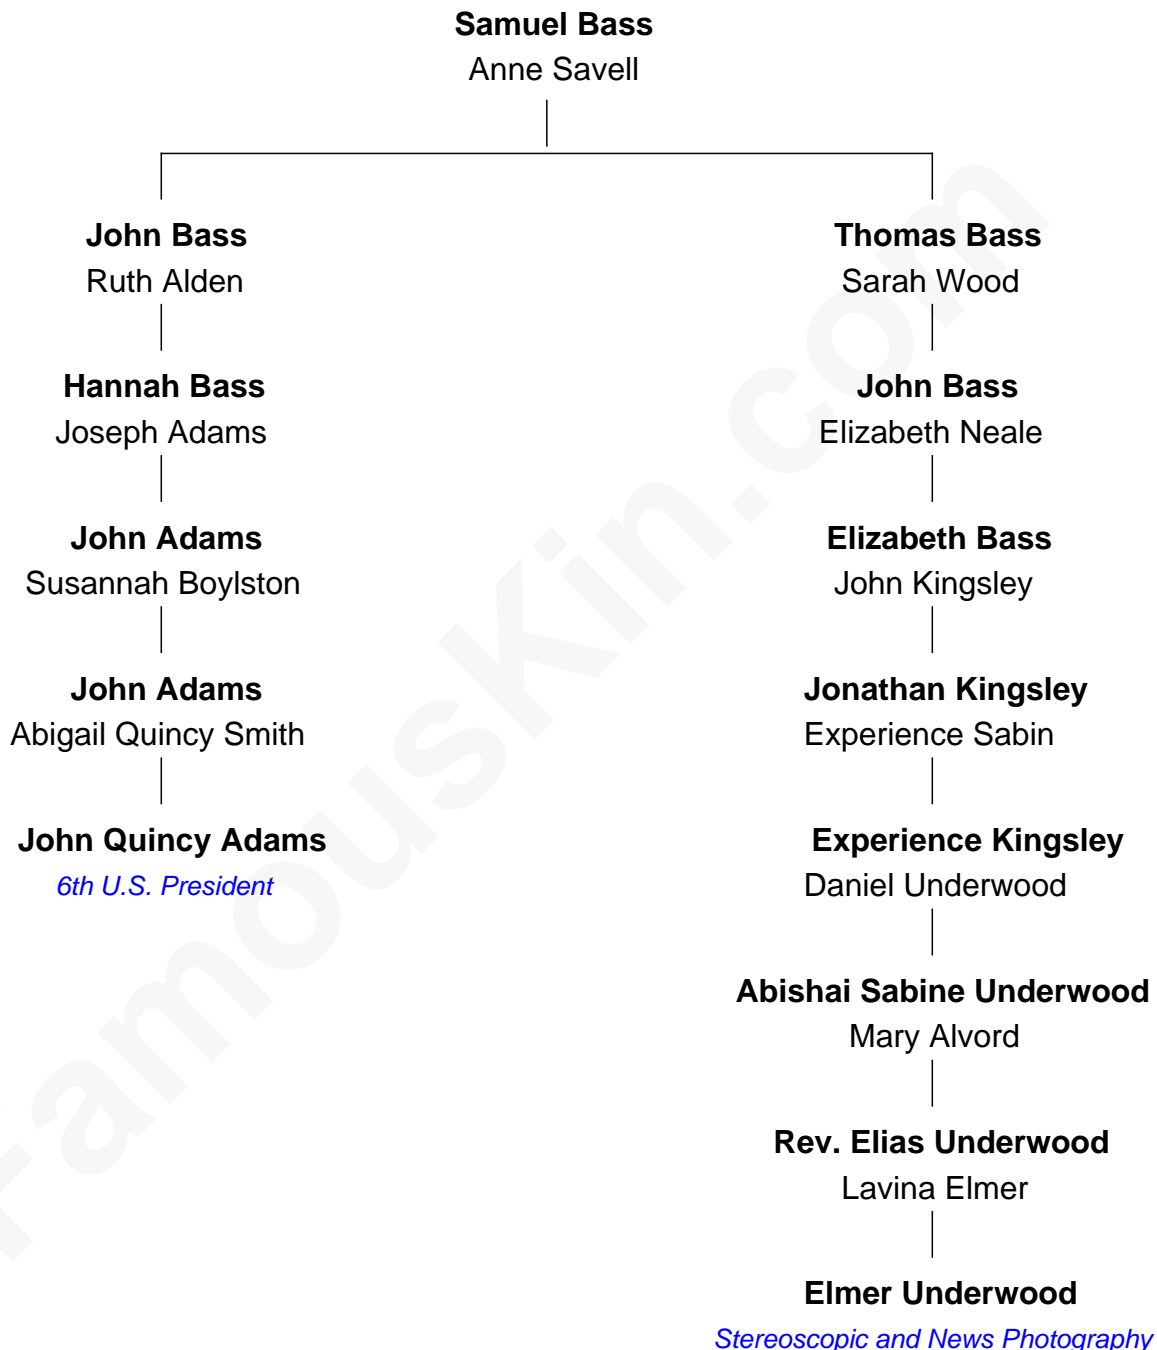 Samuel Bass
Anne Savell
John Bass
Ruth Alden
Hannah Bass
Joseph Adams
John Adams
Susannah Boylston
John Adams
Abigail Quincy Smith
John Quincy Adams
6th U.S. President
Thomas Bass
Sarah Wood
John Bass
Elizabeth Neale
Elizabeth Bass
John Kingsley
Jonathan Kingsley
Experience Sabin
Experience Kingsley
Daniel Underwood
Abishai Sabine Underwood
Mary Alvord
Rev. Elias Underwood
Lavina Elmer
Elmer Underwood
Stereoscopic and News Photography
FamousKin.com